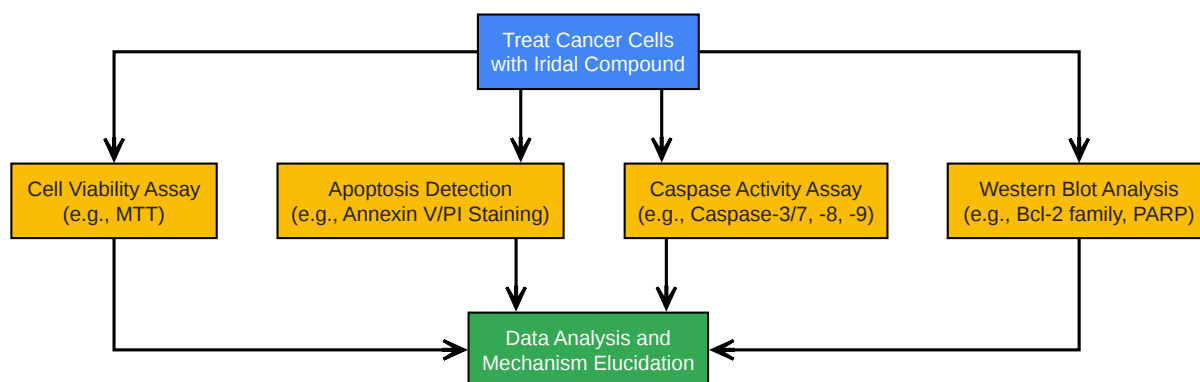 Treat Cancer Cells
with Iridal Compound
Cell Viability Assay
(e.g., MTT)
Apoptosis Detection
(e.g., Annexin V/PI Staining)
Caspase Activity Assay
(e.g., Caspase-3/7, -8, -9)
Western Blot Analysis
(e.g., Bcl-2 family, PARP)
Data Analysis and
Mechanism Elucidation